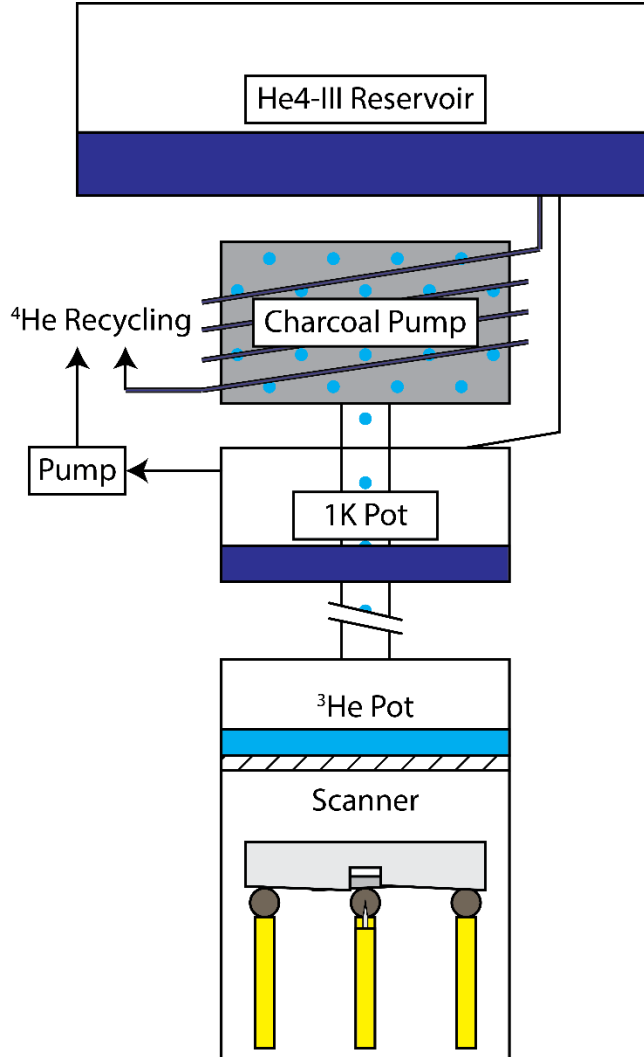 He4-III Reservoir
⁴He Recycling
Charcoal Pump
Pump
1K Pot
³He Pot
Scanner